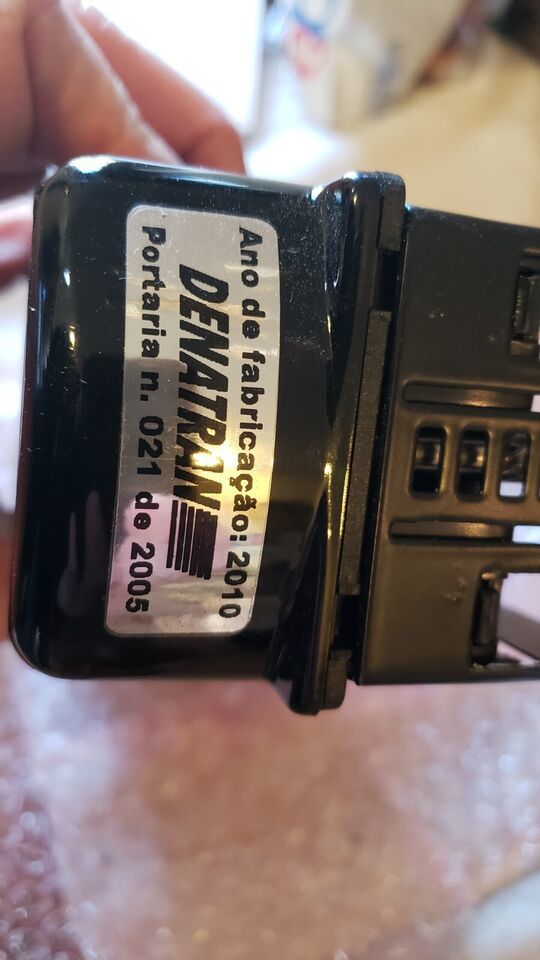 Ano de fabricação: 2010
DENATRAN
Portaria n. 021 de 2005